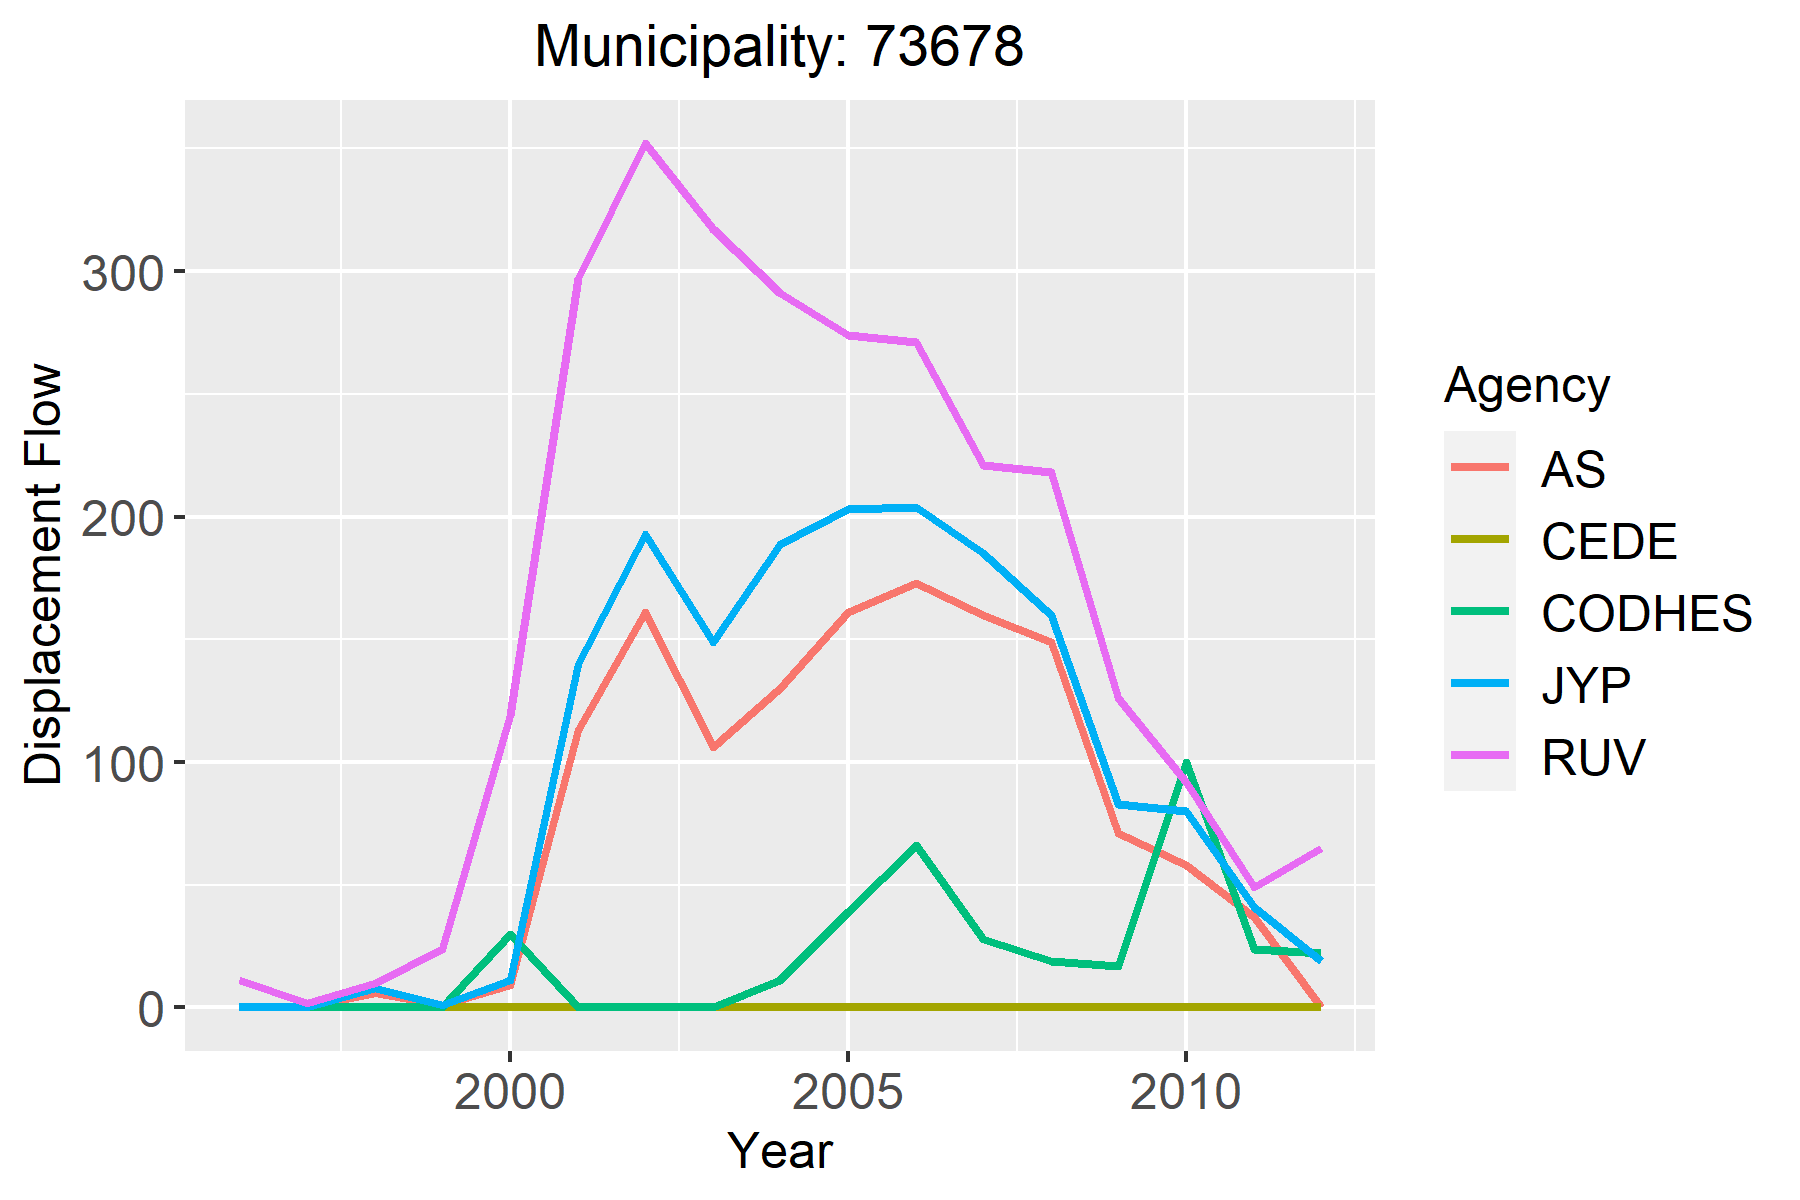 Municipality: 73678
Displacement Flow
300
200
100
0
2000
2005
2010
Year
Agency
AS
CEDE
CODHES
JYP
RUV